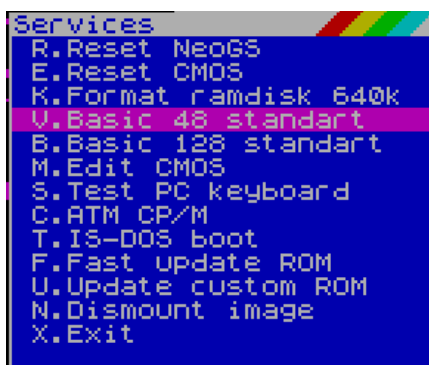 Services
R.Reset NeoGS
E.Reset CMOS
K.Format ramdisk 640k
V.Basic 48 standart
B.Basic 128 standart
M.Edit CMOS
S.Test PC keyboard
C.ATM CP/M
T.IS-DOS boot
F.Fast update ROM
U.Update custom ROM
N.Dismount image
X.Exit